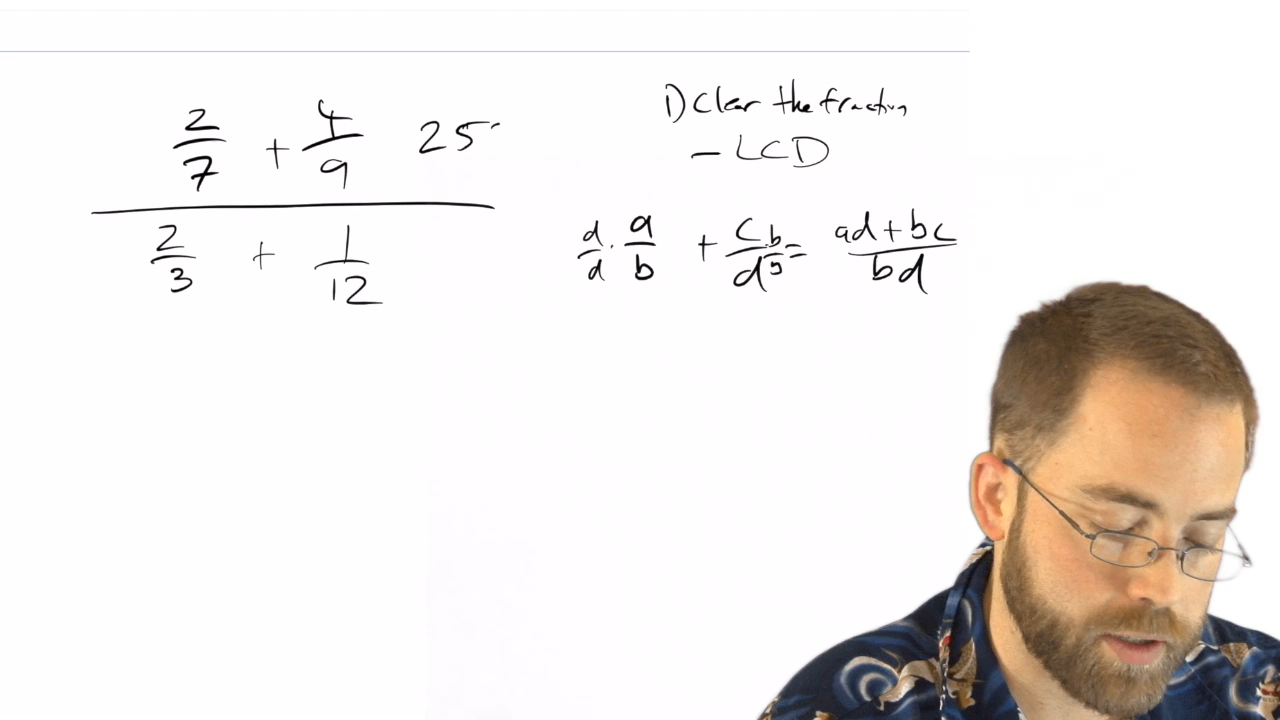 2/7 + 4/9 25
2/3 + 1/12
1) Clear the fraction
- LCD
d/d · a/b + c/d b/b = ad + bc/bd